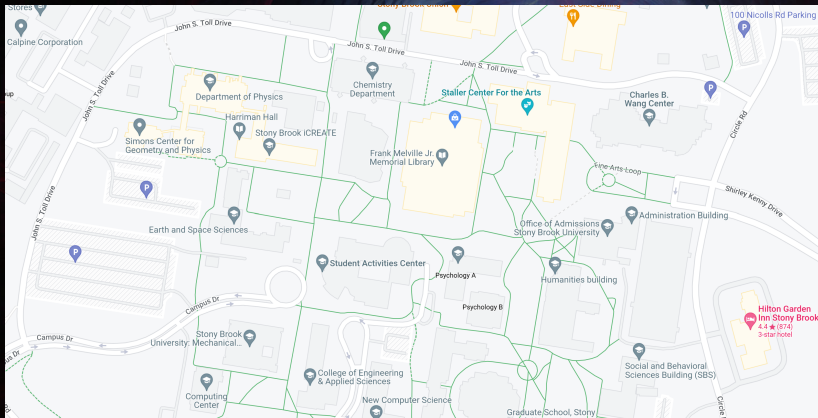 Stores
Stony Brook Union
East Side Dining
100 Nicolls Rd Parking
Calpine Corporation
John S. Toll Drive
John S. Toll Drive
John S. Toll Drive
John S. Toll Drive
John S. Toll Drive
Chemistry
Department
Department of Physics
Staller Center For the Arts
Charles B.
Wang Center
Circle Rd
Harriman Hall
Stony Brook iCREATE
Simons Center for
Geometry and Physics
Frank Melville Jr.
Memorial Library
Fine Arts Loop
Shirley Kenny Drive
P
P
P
P
Earth and Space Sciences
Office of Admissions
Stony Brook University
Administration Building
Student Activities Center
Psychology A
Humanities building
Psychology B
Campus Dr
Campus Dr
Hilton Garden
Inn Stony Brook
4.4★(874)
3-star hotel
Stony Brook
University: Mechanical...
College of Engineering
& Applied Sciences
Social and Behavioral
Sciences Building (SBS)
Computing
Center
New Computer Science
Graduate School, Stony